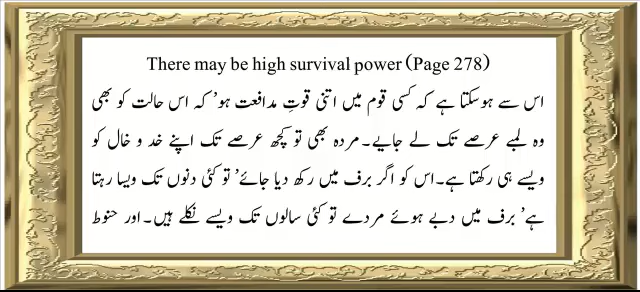 There may be high survival power (Page 278)
اس سے ہوسکتا ہے کہ کسی قوم میں اتنی قوتِ مدافعت ہو’ کہ اس حالت کو بھی
وہ لمبے عرصے تک لے جایے۔ مردہ بھی تو کچھ عرصے تک اپنے خد و خال کو
ویسے ہی رکھتا ہے۔ اس کو اگر برف میں رکھ دیا جائے’ تو کئی دنوں تک ویسا رہتا
ہے’ برف میں دبے ہوئے مردے تو کئی سالوں تک ویسے نکلے ہیں۔ اور حنوط